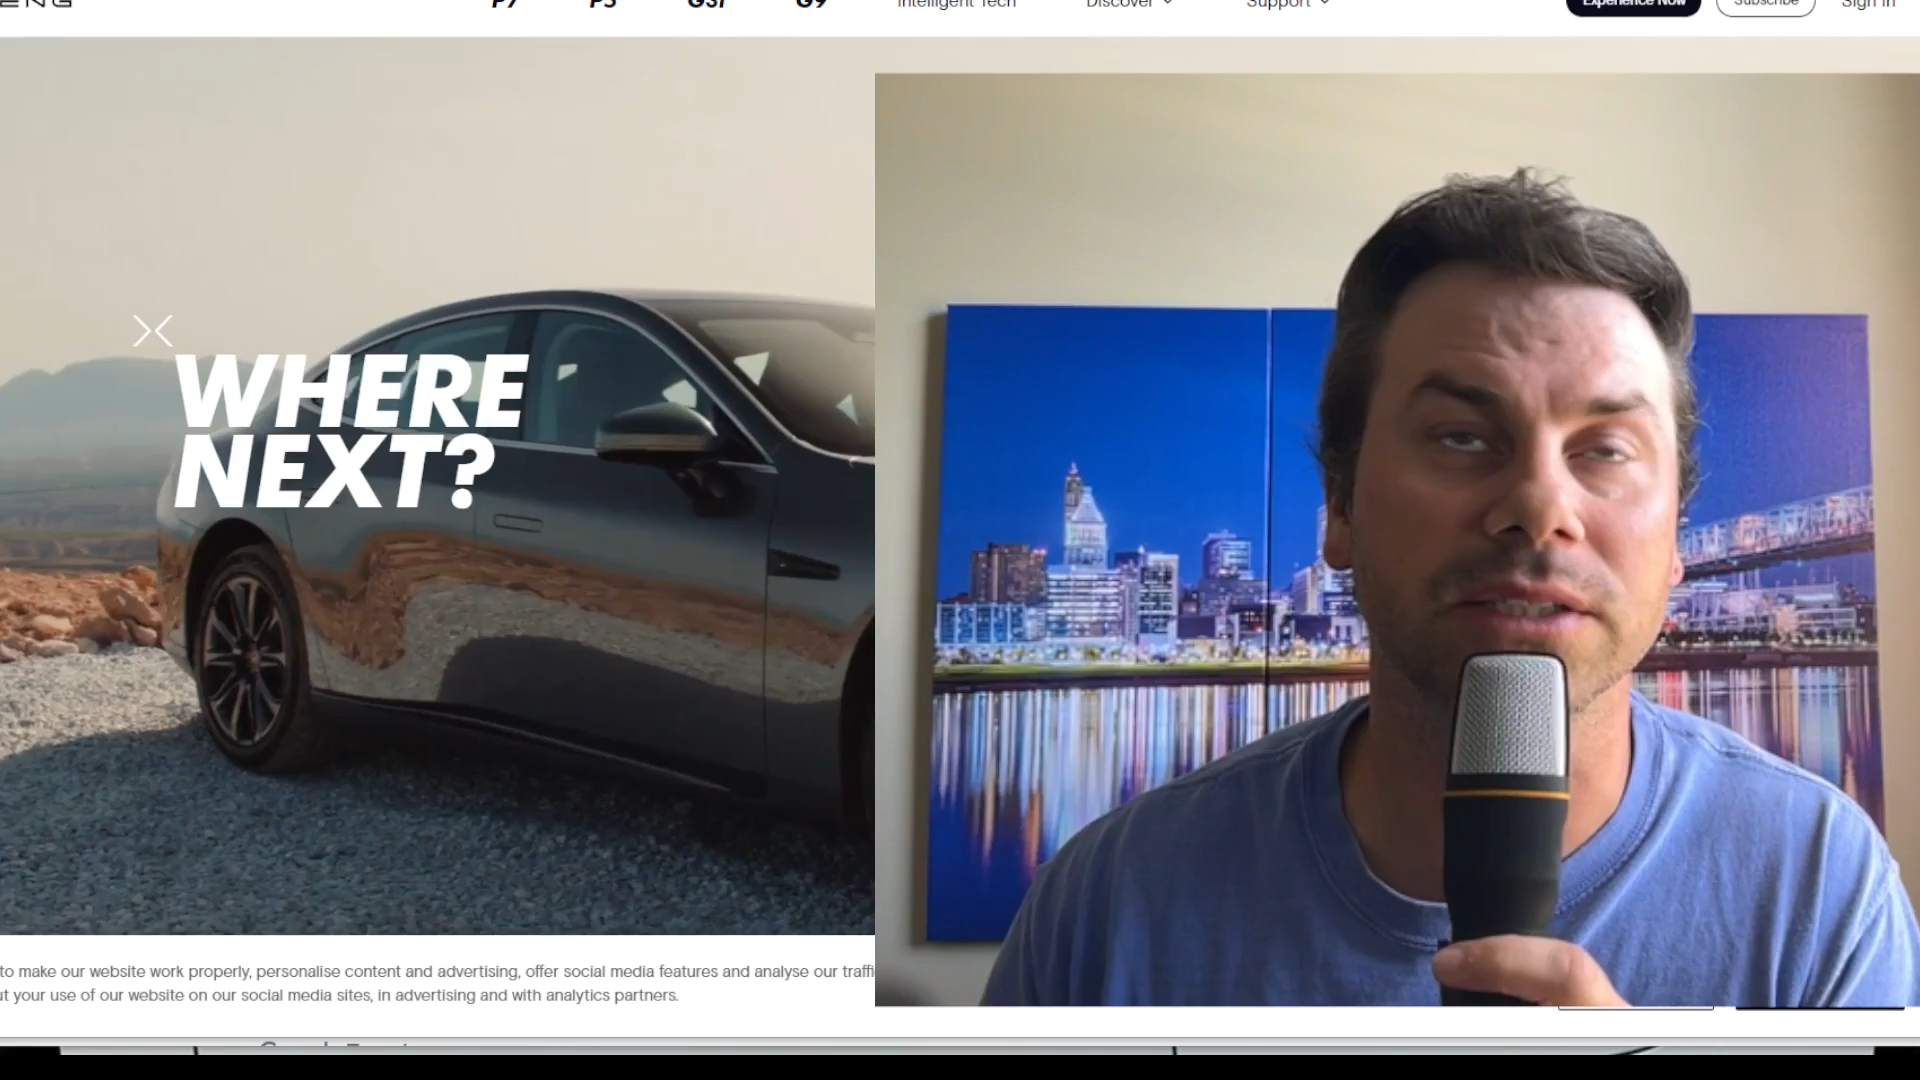 P7 P5 G3i G9 Intelligent Tech Discover Support Experience Now Subscribe Sign In
WHERE
NEXT?
to make our website work properly, personalise content and advertising, offer social media features and analyse our traffi
your use of our website on our social media sites, in advertising and with analytics partners.